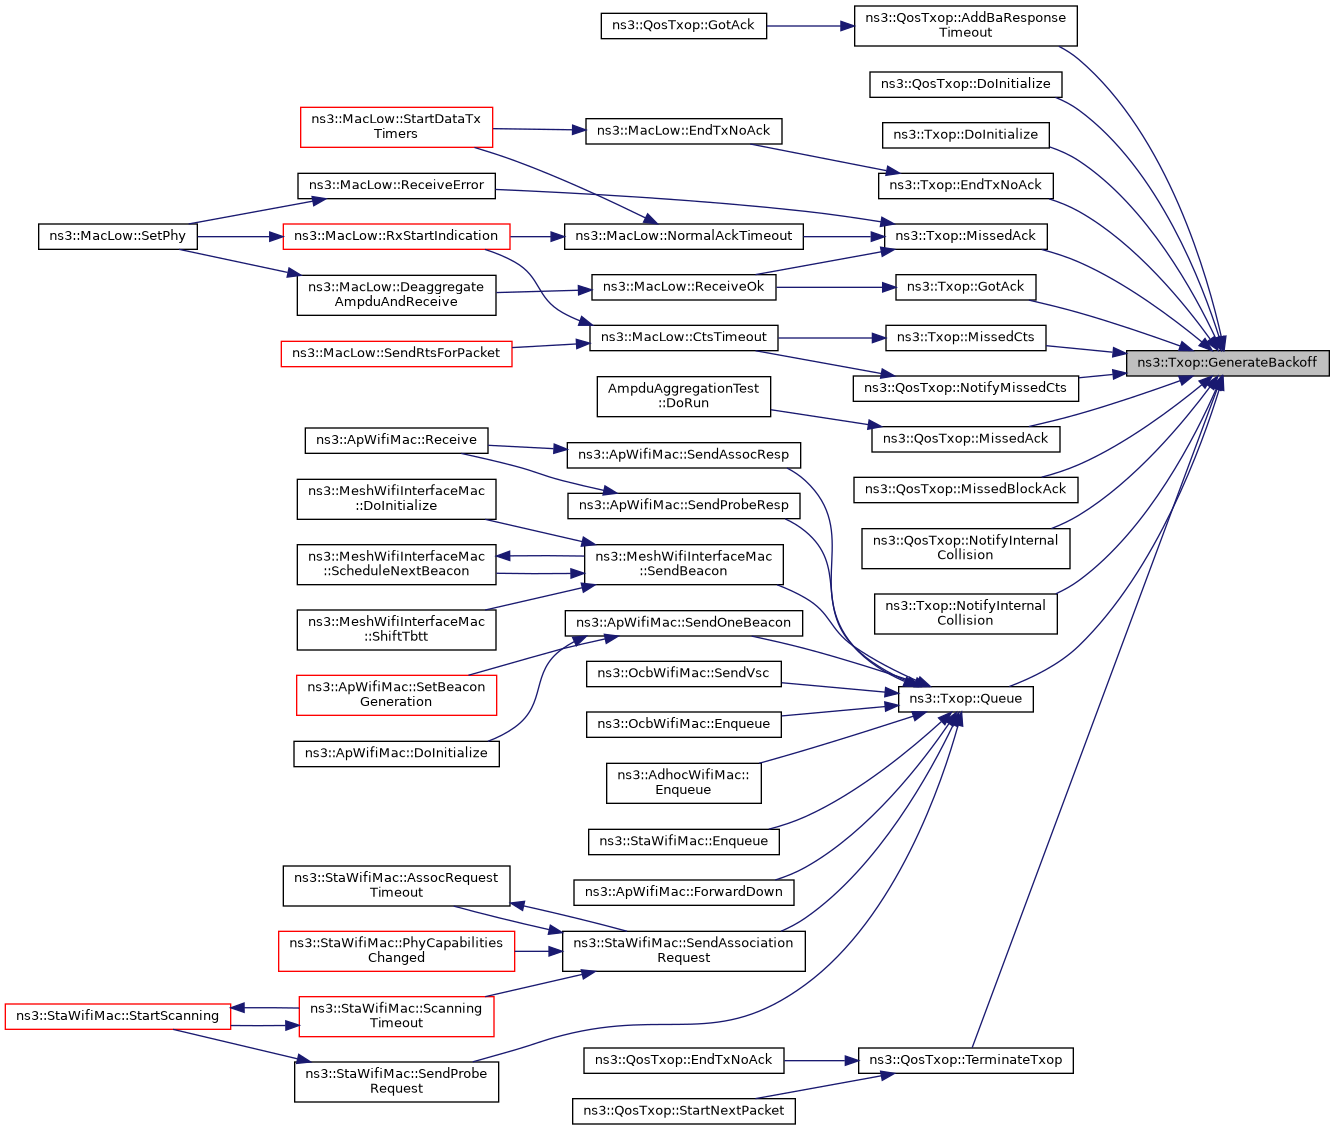 ns3::QosTxop::GotAck
ns3::QosTxop::AddBaResponse
Timeout
ns3::QosTxop::DoInitialize
ns3::MacLow::StartDataTx
Timers
ns3::MacLow::EndTxNoAck
ns3::Txop::DoInitialize
ns3::MacLow::ReceiveError
ns3::Txop::EndTxNoAck
ns3::MacLow::SetPhy
ns3::MacLow::RxStartIndication
ns3::MacLow::NormalAckTimeout
ns3::Txop::MissedAck
ns3::MacLow::Deaggregate
AmpduAndReceive
ns3::MacLow::ReceiveOk
ns3::Txop::GotAck
ns3::MacLow::SendRtsForPacket
ns3::MacLow::CtsTimeout
ns3::Txop::MissedCts
ns3::Txop::GenerateBackoff
AmpduAggregationTest
::DoRun
ns3::QosTxop::NotifyMissedCts
ns3::ApWifiMac::Receive
ns3::ApWifiMac::SendAssocResp
ns3::QosTxop::MissedAck
ns3::MeshWifiInterfaceMac
::DoInitialize
ns3::ApWifiMac::SendProbeResp
ns3::QosTxop::MissedBlockAck
ns3::MeshWifiInterfaceMac
::ScheduleNextBeacon
ns3::MeshWifiInterfaceMac
::SendBeacon
ns3::QosTxop::NotifyInternal
Collision
ns3::MeshWifiInterfaceMac
::ShiftTbtt
ns3::ApWifiMac::SendOneBeacon
ns3::Txop::NotifyInternal
Collision
ns3::ApWifiMac::SetBeacon
Generation
ns3::OcbWifiMac::SendVsc
ns3::Txop::Queue
ns3::ApWifiMac::DoInitialize
ns3::OcbWifiMac::Enqueue
ns3::AdhocWifiMac::
Enqueue
ns3::StaWifiMac::Enqueue
ns3::StaWifiMac::AssocRequest
Timeout
ns3::ApWifiMac::ForwardDown
ns3::StaWifiMac::PhyCapabilities
Changed
ns3::StaWifiMac::SendAssociation
Request
ns3::StaWifiMac::StartScanning
ns3::StaWifiMac::Scanning
Timeout
ns3::StaWifiMac::SendProbe
Request
ns3::QosTxop::EndTxNoAck
ns3::QosTxop::TerminateTxop
ns3::QosTxop::StartNextPacket